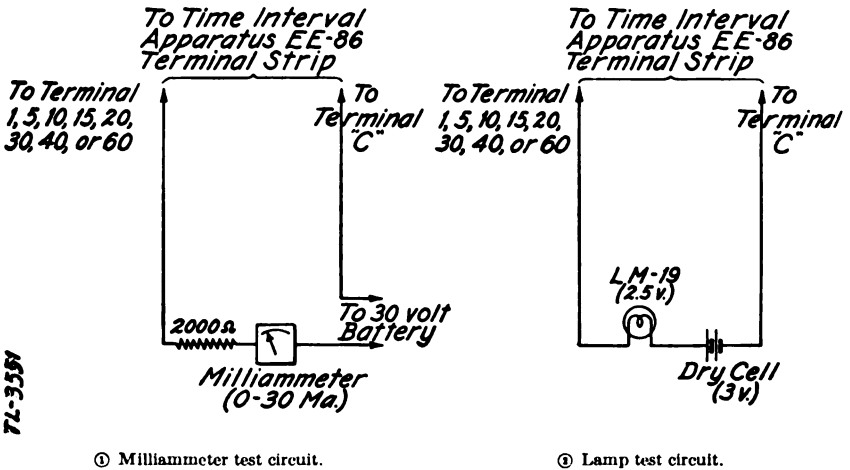 To Time Interval
Apparatus EE-86
Terminal Strip
To Terminal
1, 5, 10, 15, 20,
30, 40, or 60
To
Terminal
"C"
2000Ω
To 30 volt
Battery
Milliammeter
(0-30 Ma.)
① Milliammeter test circuit.
To Time Interval
Apparatus EE-86
Terminal Strip
To Terminal
1, 5, 10, 15, 20,
30, 40, or 60
To
Terminal
"C"
LM-19
(2.5 v.)
Dry Cell
(3 v.)
② Lamp test circuit.